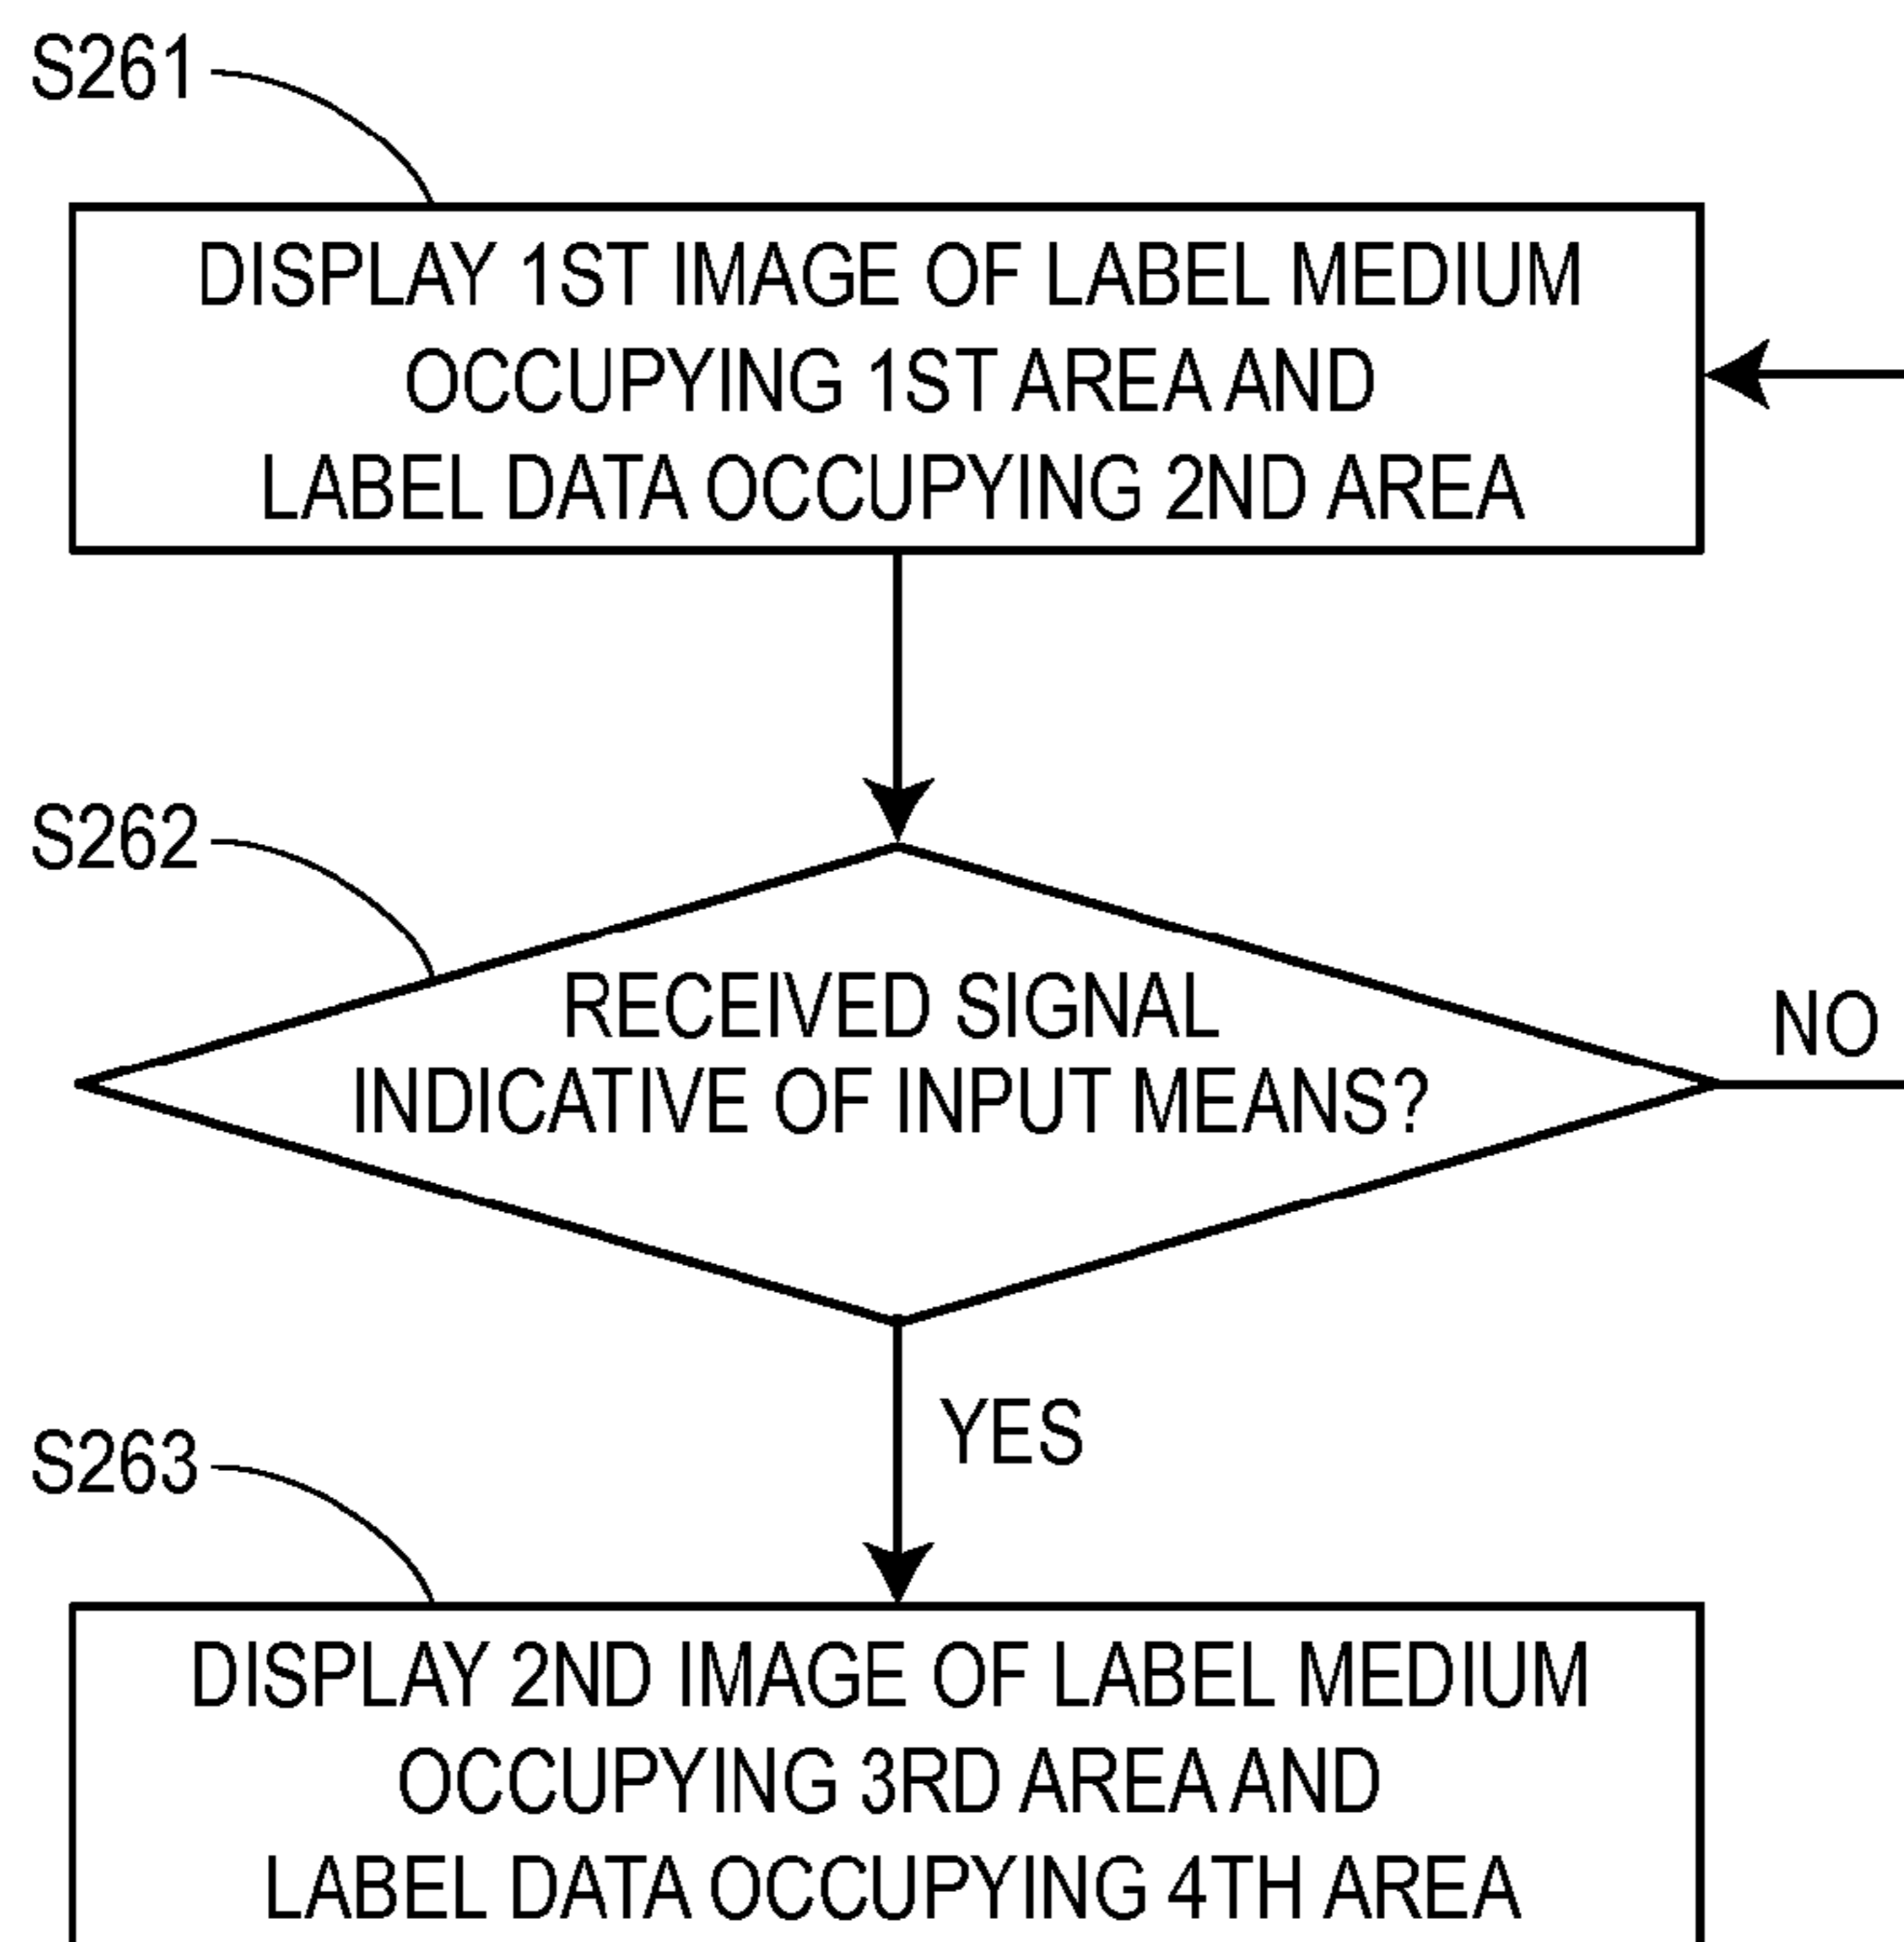 S261
DISPLAY 1ST IMAGE OF LABEL MEDIUM
OCCUPYING 1ST AREA AND
LABEL DATA OCCUPYING 2ND AREA
S262
RECEIVED SIGNAL
INDICATIVE OF INPUT MEANS?
NO
YES
S263
DISPLAY 2ND IMAGE OF LABEL MEDIUM
OCCUPYING 3RD AREA AND
LABEL DATA OCCUPYING 4TH AREA